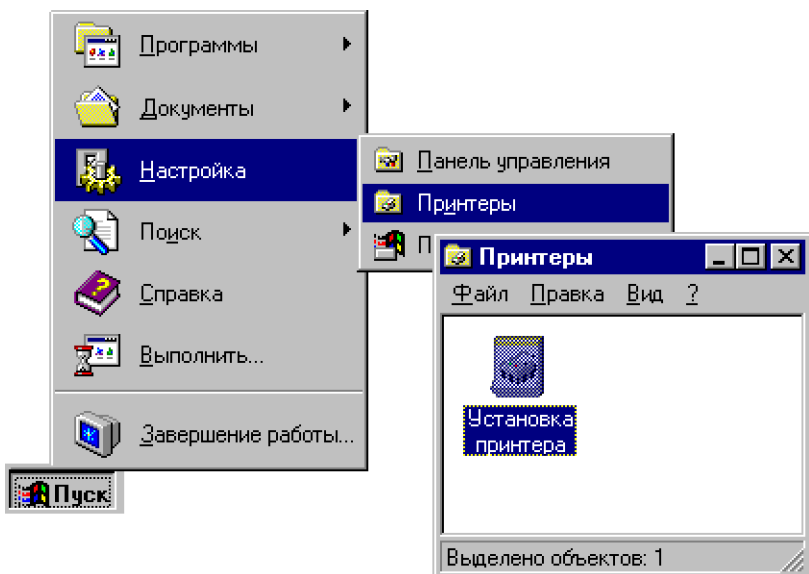 Программы
Документы
Настройка
Поиск
Справка
Выполнить...
Завершение работы...
Пуск
Панель управления
Принтеры
П
Принтеры
Файл Правка Вид ?
Установка
принтера
Выделено объектов: 1